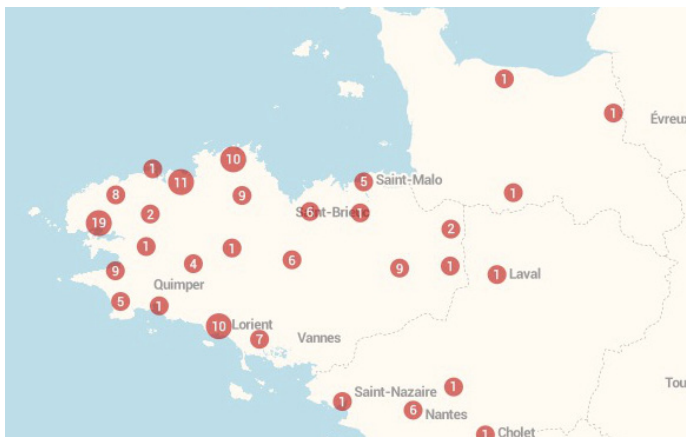 1
1
Évreux
10
1
11
5
Saint-Malo
8
9
1
2
6
Saint-Brieuc
1
19
2
1
1
4
6
9
1
1
Laval
9
Quimper
5
1
10
Lorient
7
Vannes
Tou
1
Saint-Nazaire
1
6
Nantes
1
Cholet